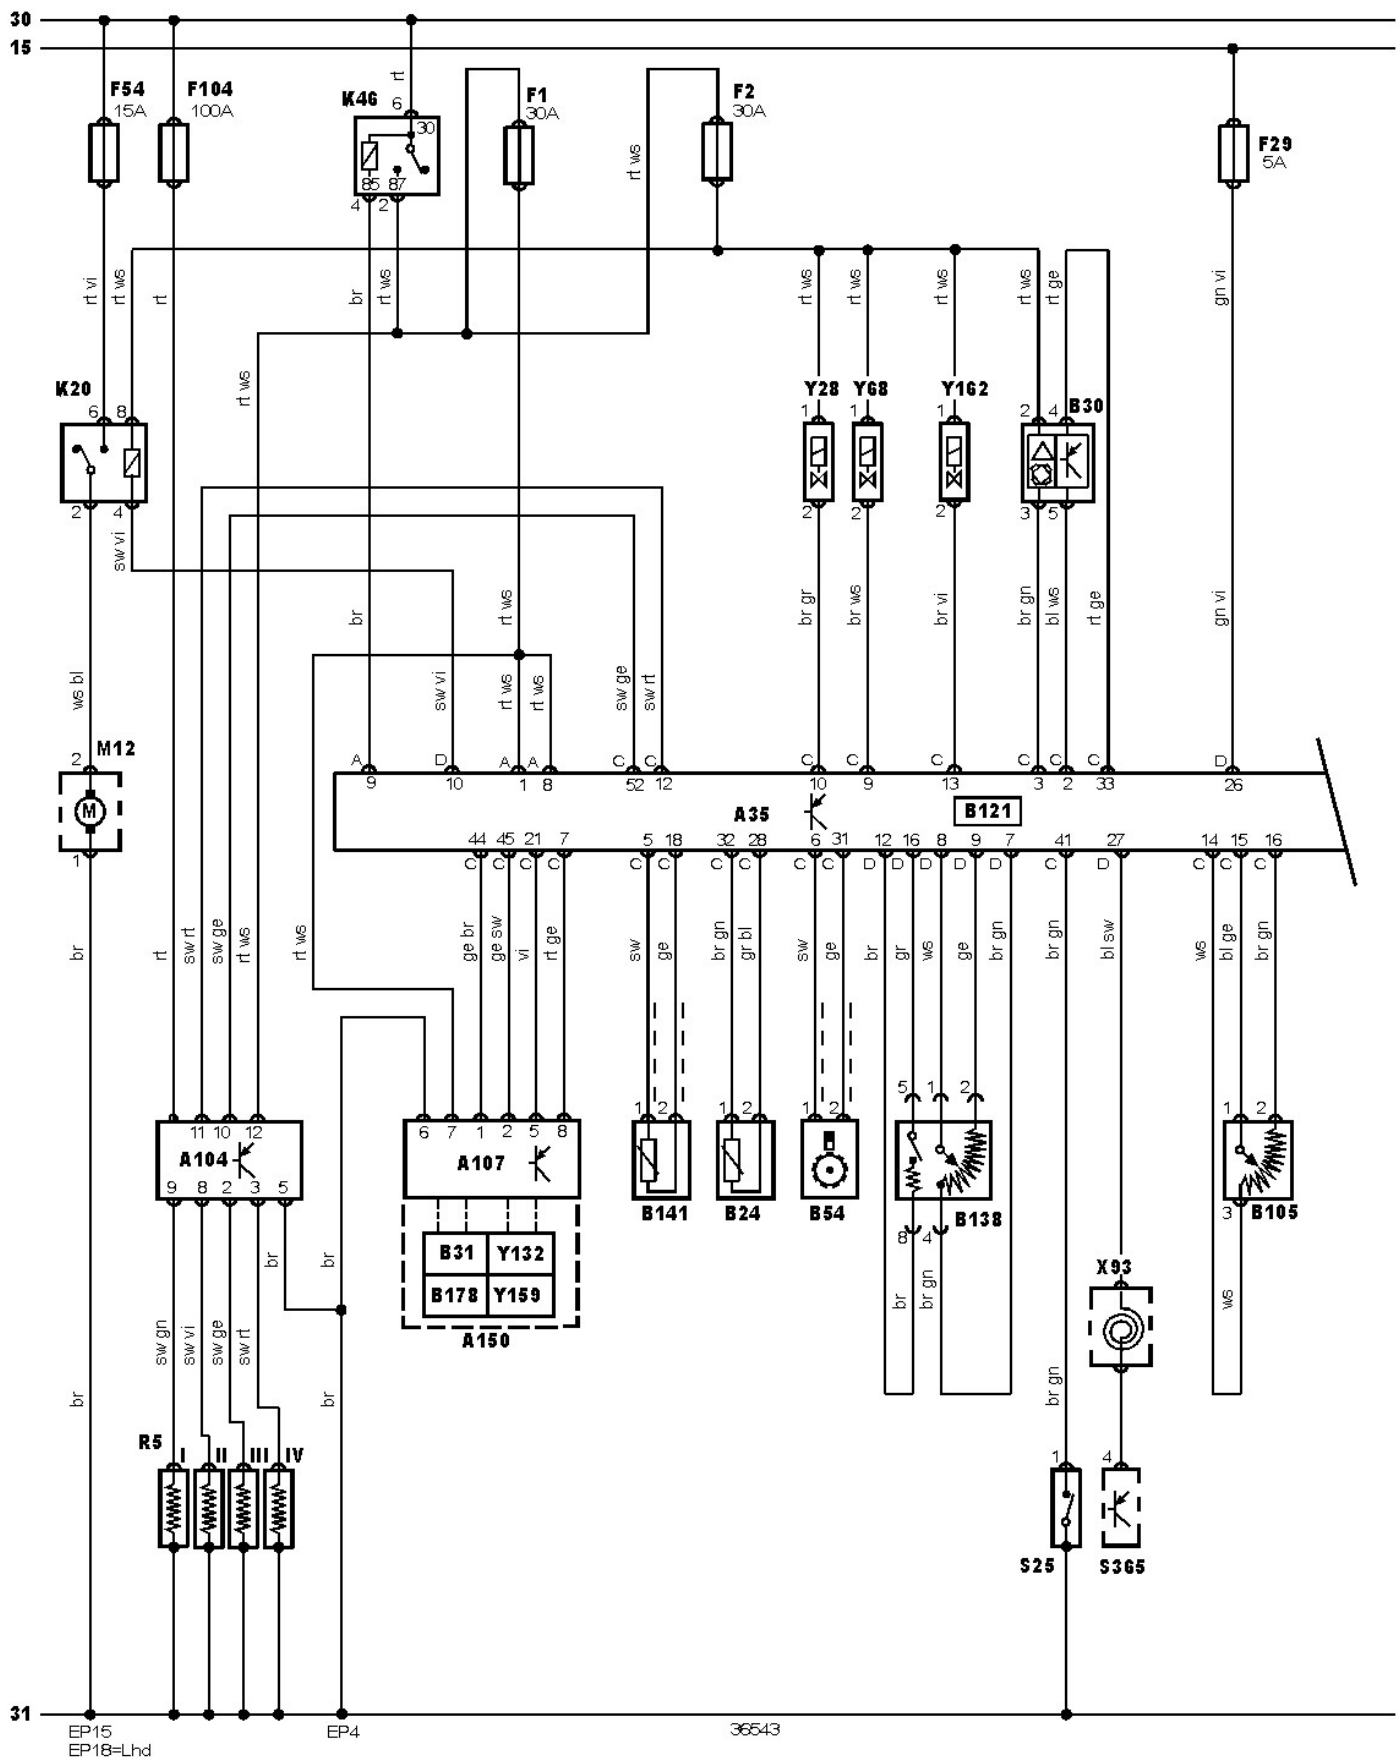 30
15
F54
15A
F104
100A
K46
rt
6
30
85 87
4 2
F1
30A
rt ws
F2
30A
F29
5A
rt vi
rt ws
rt
br
rt ws
rt ws
rt ws
rt ws
rt ws
rt ge
gn vi
rt ws
K20
6 8
2 4
Y28
1
2
Y68
1
2
Y162
1
2
2 4
B30
3 5
sw vi
ws bl
br
sw vi
rt ws
rt ws
rt ws
sw ge
sw rt
br gr
br ws
br vi
br gn
bl ws
rt ge
gn vi
M12
2
M
1
A D A A C C C C C C C C D
9 10 1 8 52 12 10 9 13 3 2 33 26
A35
B121
44 45 21 7 5 18 32 28 6 31 12 16 8 9 7 41 27 14 15 16
C C C C C C C C C C D D D D D C D C C C
br
rt
sw rt
sw ge
rt ws
rt ws
ge br
ge sw
vi
rt ge
sw
ge
br gn
gr bl
sw
ge
br
gr
ws
ge
br gn
br gn
bl sw
ws
bl ge
br gn
11 10 12
A104
9 8 2 3 5
6 7 1 2 5 8
A107
B31
Y132
B178
Y159
A150
1 2
B141
1 2
B24
1 2
B54
5 1 2
B138
8 4
1 2
3
B105
br
br
br
br gn
X93
ws
sw gn
sw vi
sw ge
sw rt
br
br
br gn
R5
I
II
III
IV
1
S25
4
S365
31
EP15
EP18=Lhd
EP4
36543